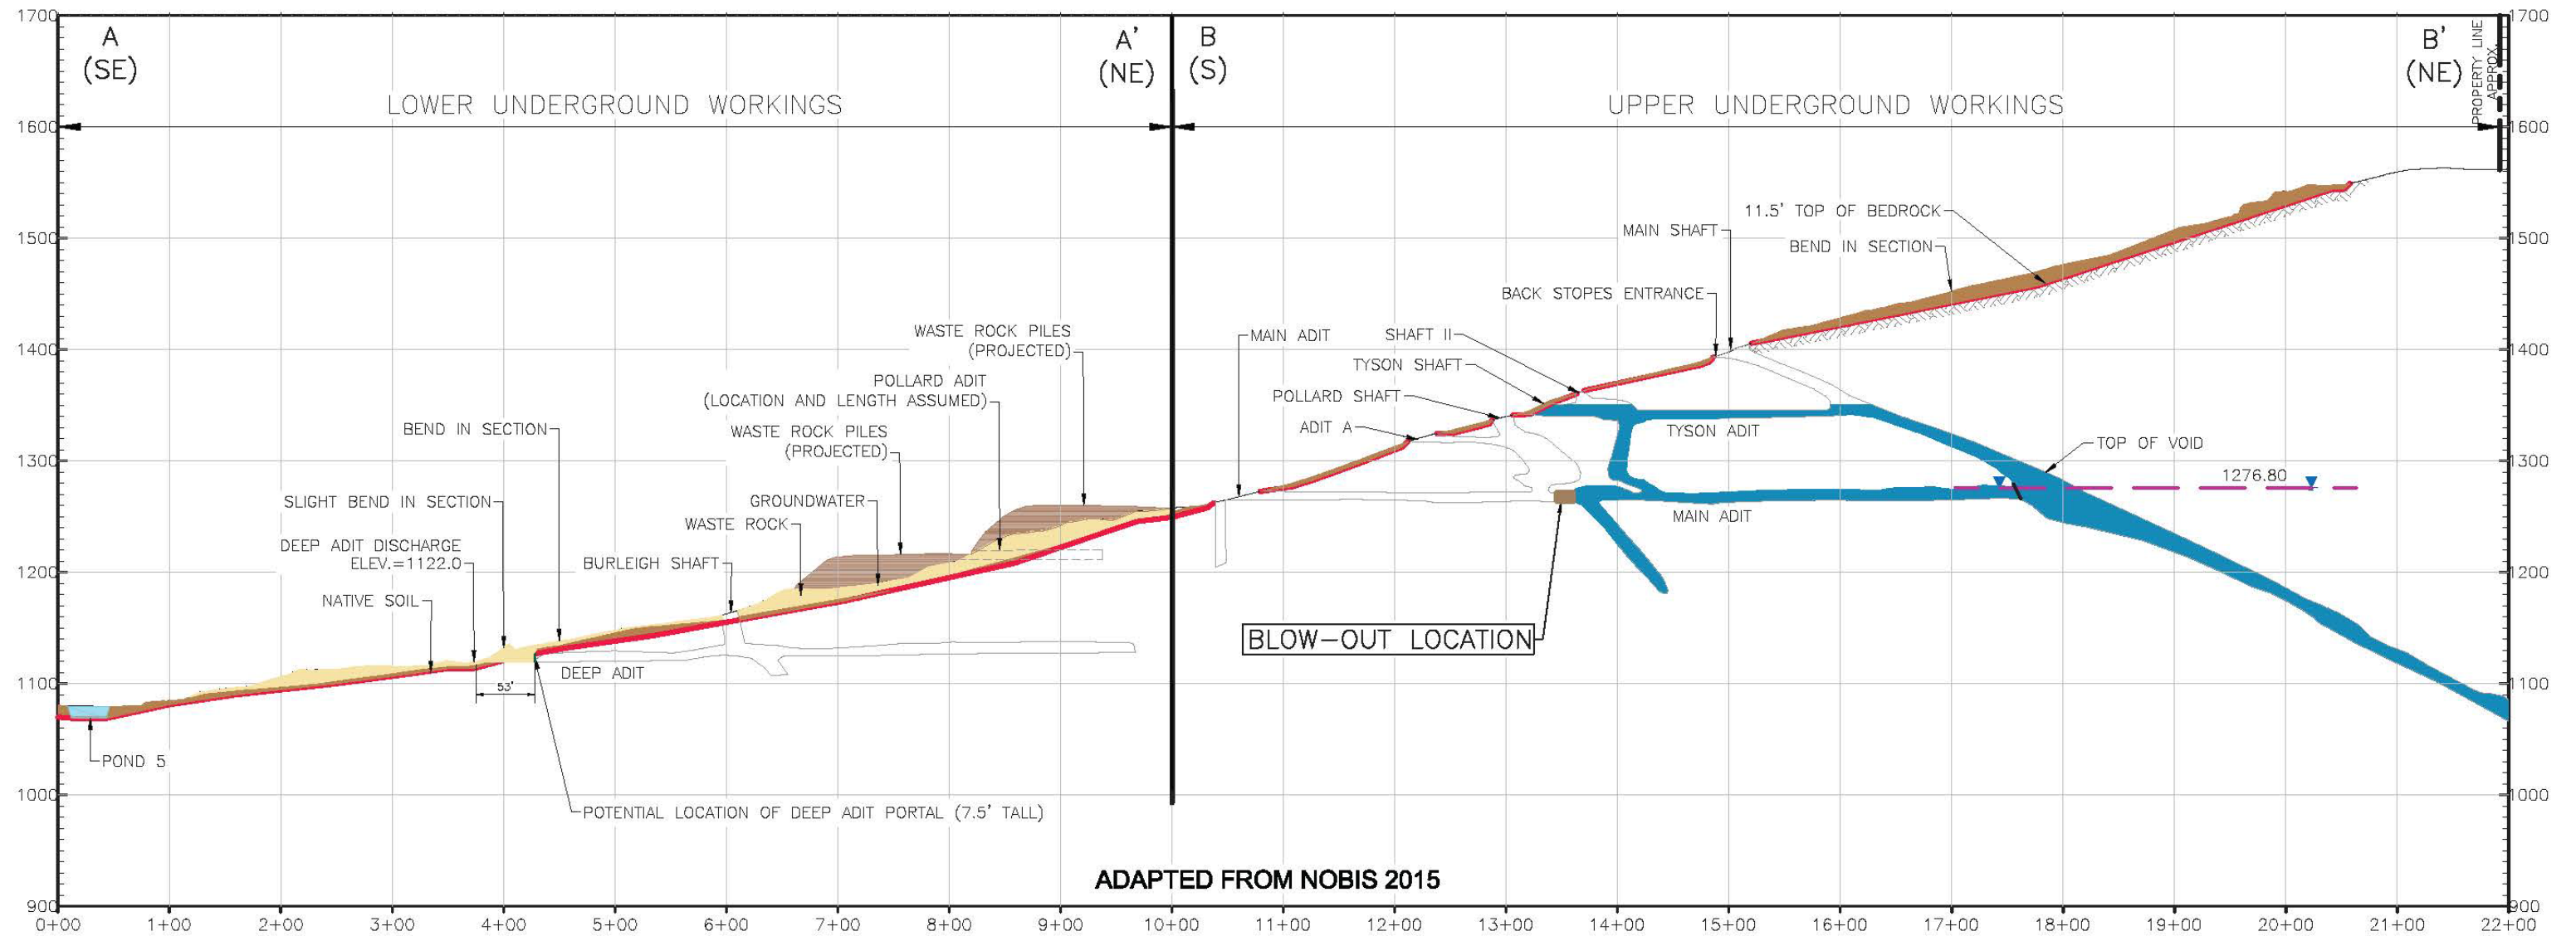 1700
1600
1500
1400
1300
1200
1100
1000
900
A
(SE)
A'
(NE)
B
(S)
B'
(NE)
PROPERTY LINE
APPROX.
1700
1600
1500
1400
1300
1200
1100
1000
900
LOWER UNDERGROUND WORKINGS
UPPER UNDERGROUND WORKINGS
11.5' TOP OF BEDROCK
MAIN SHAFT
BEND IN SECTION
BACK STOPES ENTRANCE
WASTE ROCK PILES
(PROJECTED)
MAIN ADIT
SHAFT II
TYSON SHAFT
POLLARD ADIT
(LOCATION AND LENGTH ASSUMED)
POLLARD SHAFT
BEND IN SECTION
WASTE ROCK PILES
(PROJECTED)
ADIT A
TYSON ADIT
TOP OF VOID
1276.80
SLIGHT BEND IN SECTION
GROUNDWATER
WASTE ROCK
MAIN ADIT
DEEP ADIT DISCHARGE
ELEV.=1122.0
BURLEIGH SHAFT
NATIVE SOIL
BLOW-OUT LOCATION
DEEP ADIT
53'
POND 5
POTENTIAL LOCATION OF DEEP ADIT PORTAL (7.5' TALL)
ADAPTED FROM NOBIS 2015
0+00 1+00 2+00 3+00 4+00 5+00 6+00 7+00 8+00 9+00 10+00 11+00 12+00 13+00 14+00 15+00 16+00 17+00 18+00 19+00 20+00 21+00 22+00